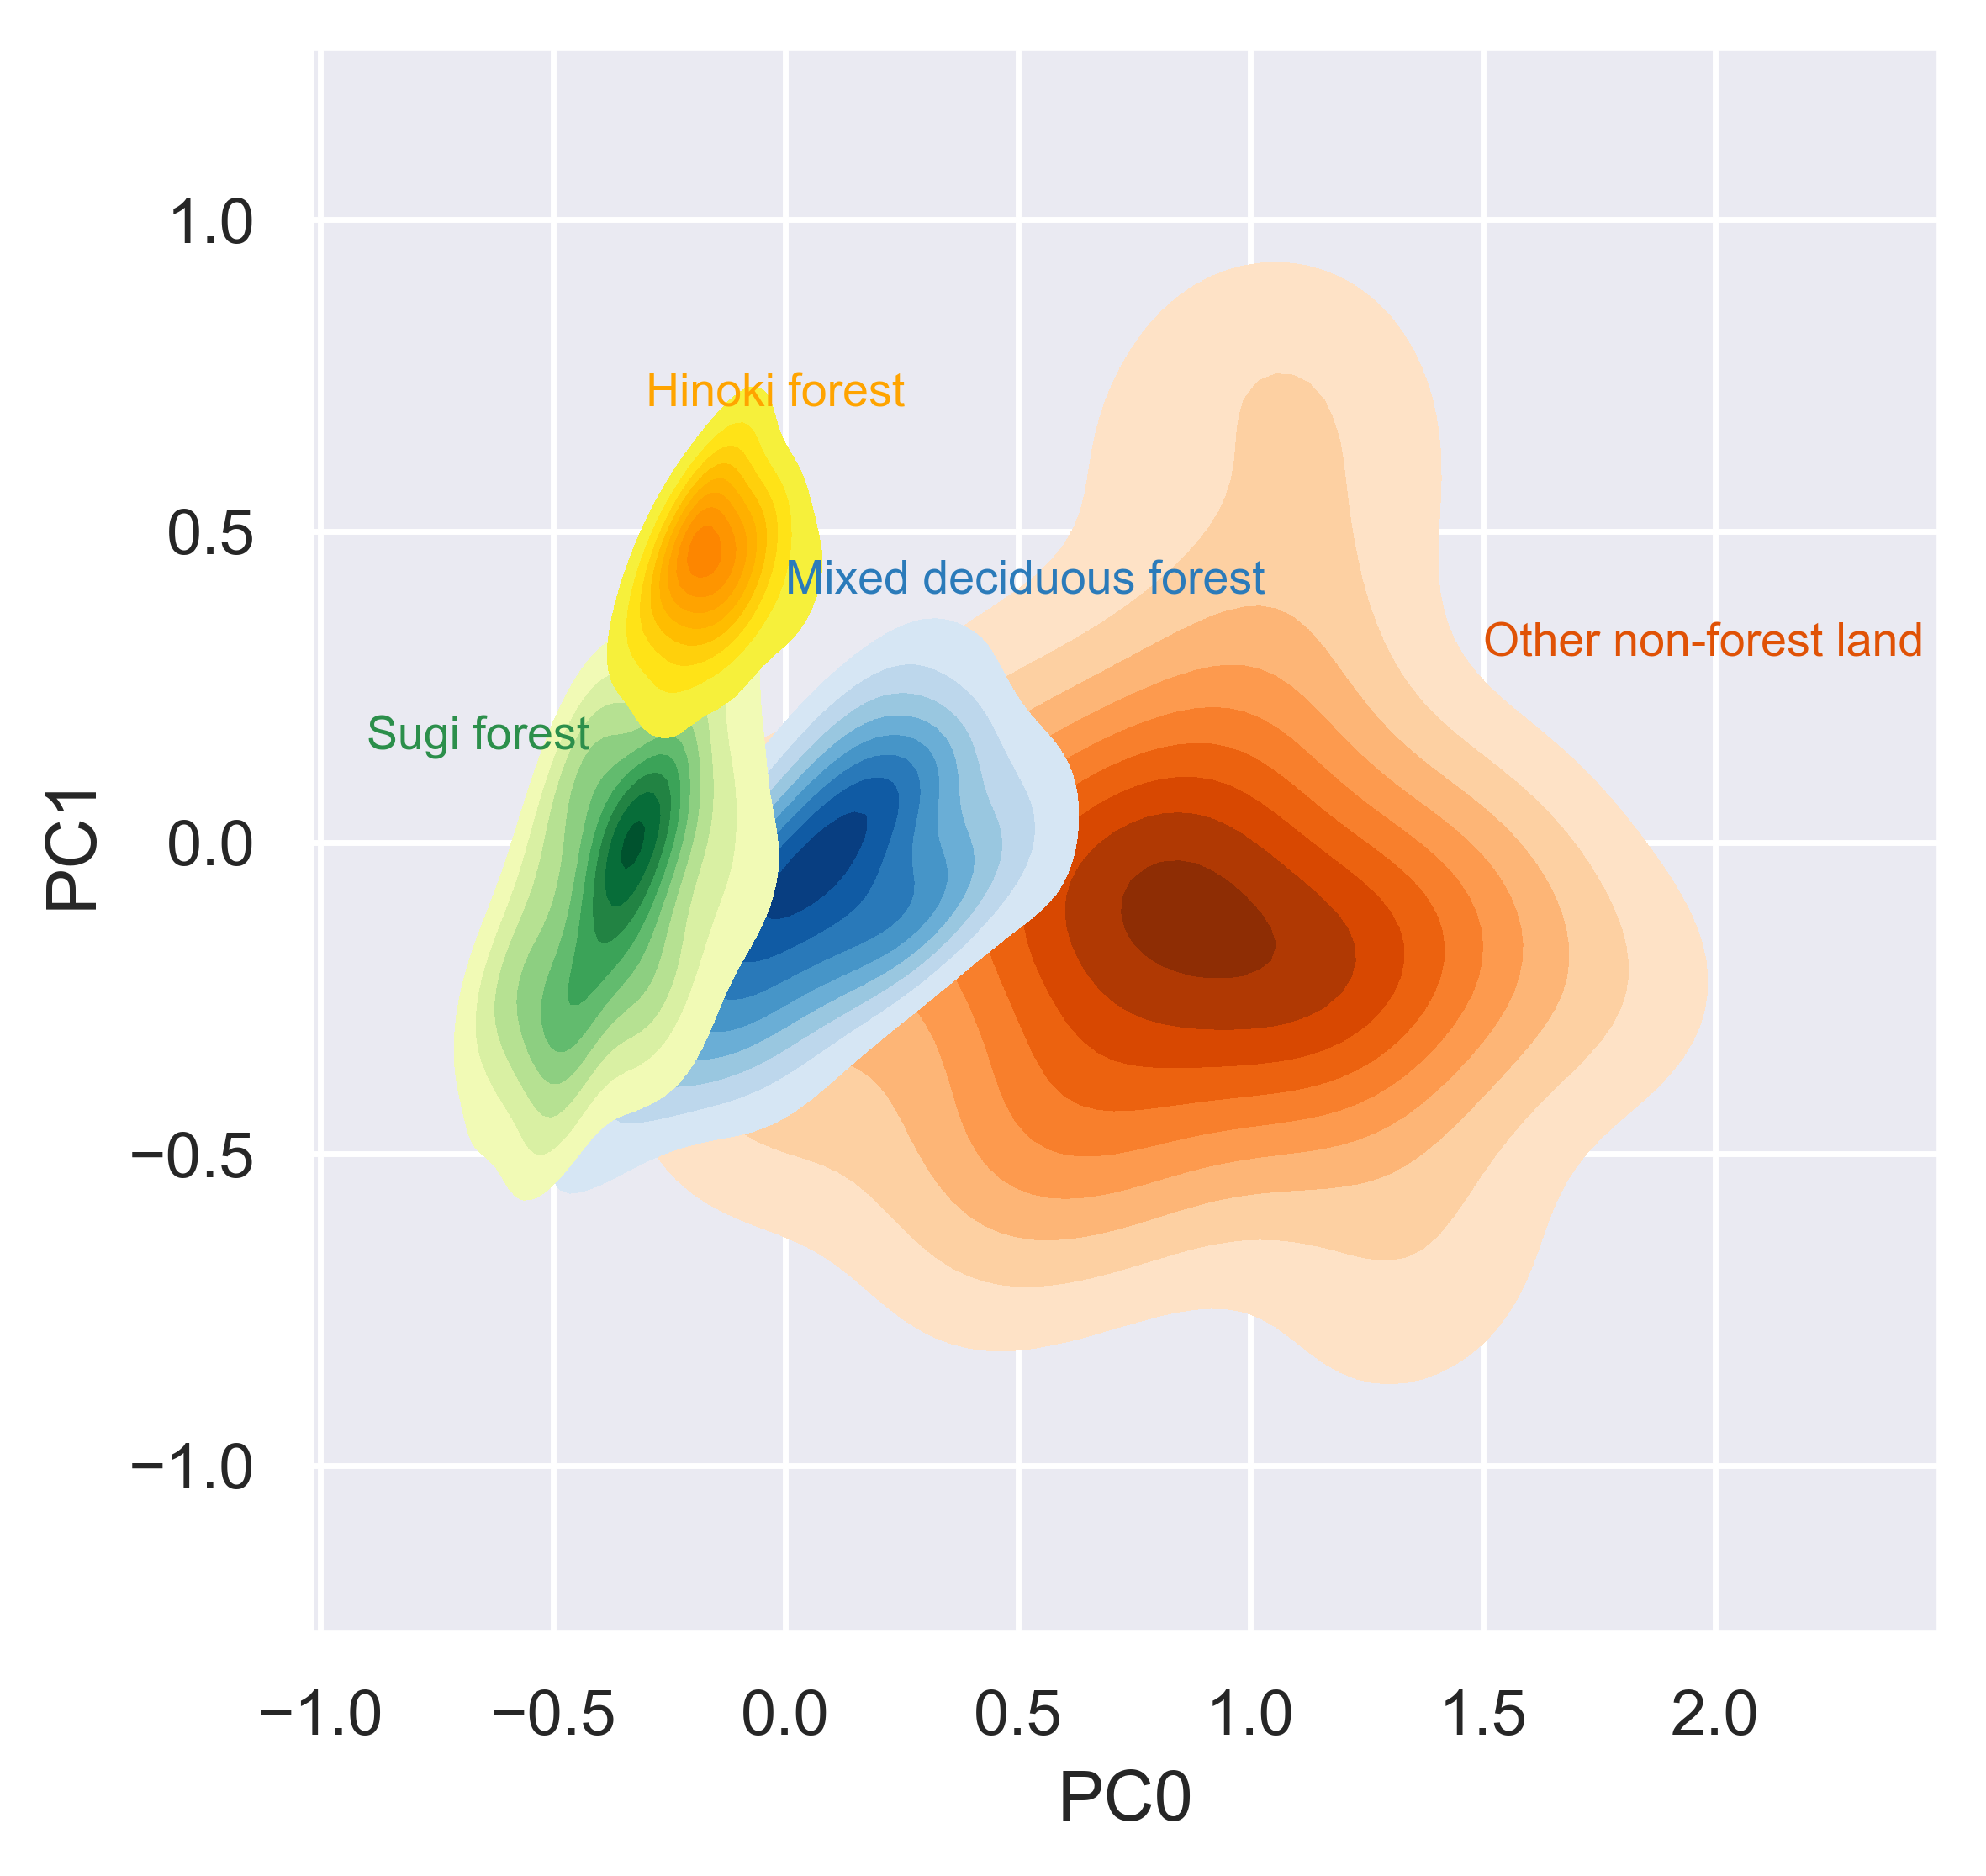 1.0
Hinoki forest
0.5
Mixed deciduous forest
Other non-forest land
Sugi forest
PC1
0.0
−0.5
−1.0
−1.0 −0.5 0.0 0.5 1.0 1.5 2.0
PC0